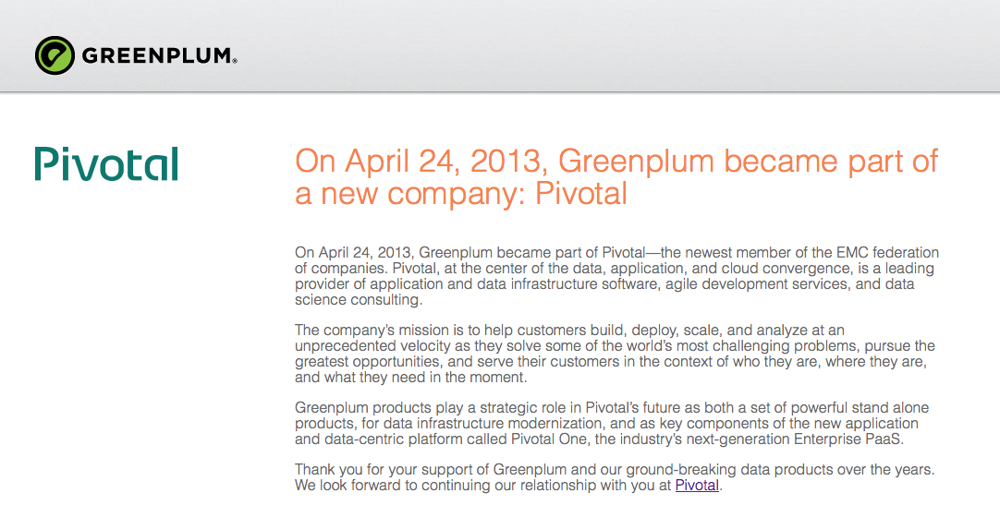 GREENPLUM®
Pivotal
On April 24, 2013, Greenplum became part of
a new company: Pivotal
On April 24, 2013, Greenplum became part of Pivotal—the newest member of the EMC federation
of companies. Pivotal, at the center of the data, application, and cloud convergence, is a leading
provider of application and data infrastructure software, agile development services, and data
science consulting.
The company's mission is to help customers build, deploy, scale, and analyze at an
unprecedented velocity as they solve some of the world's most challenging problems, pursue the
greatest opportunities, and serve their customers in the context of who they are, where they are,
and what they need in the moment.
Greenplum products play a strategic role in Pivotal's future as both a set of powerful stand alone
products, for data infrastructure modernization, and as key components of the new application
and data-centric platform called Pivotal One, the industry's next-generation Enterprise PaaS.
Thank you for your support of Greenplum and our ground-breaking data products over the years.
We look forward to continuing our relationship with you at Pivotal.